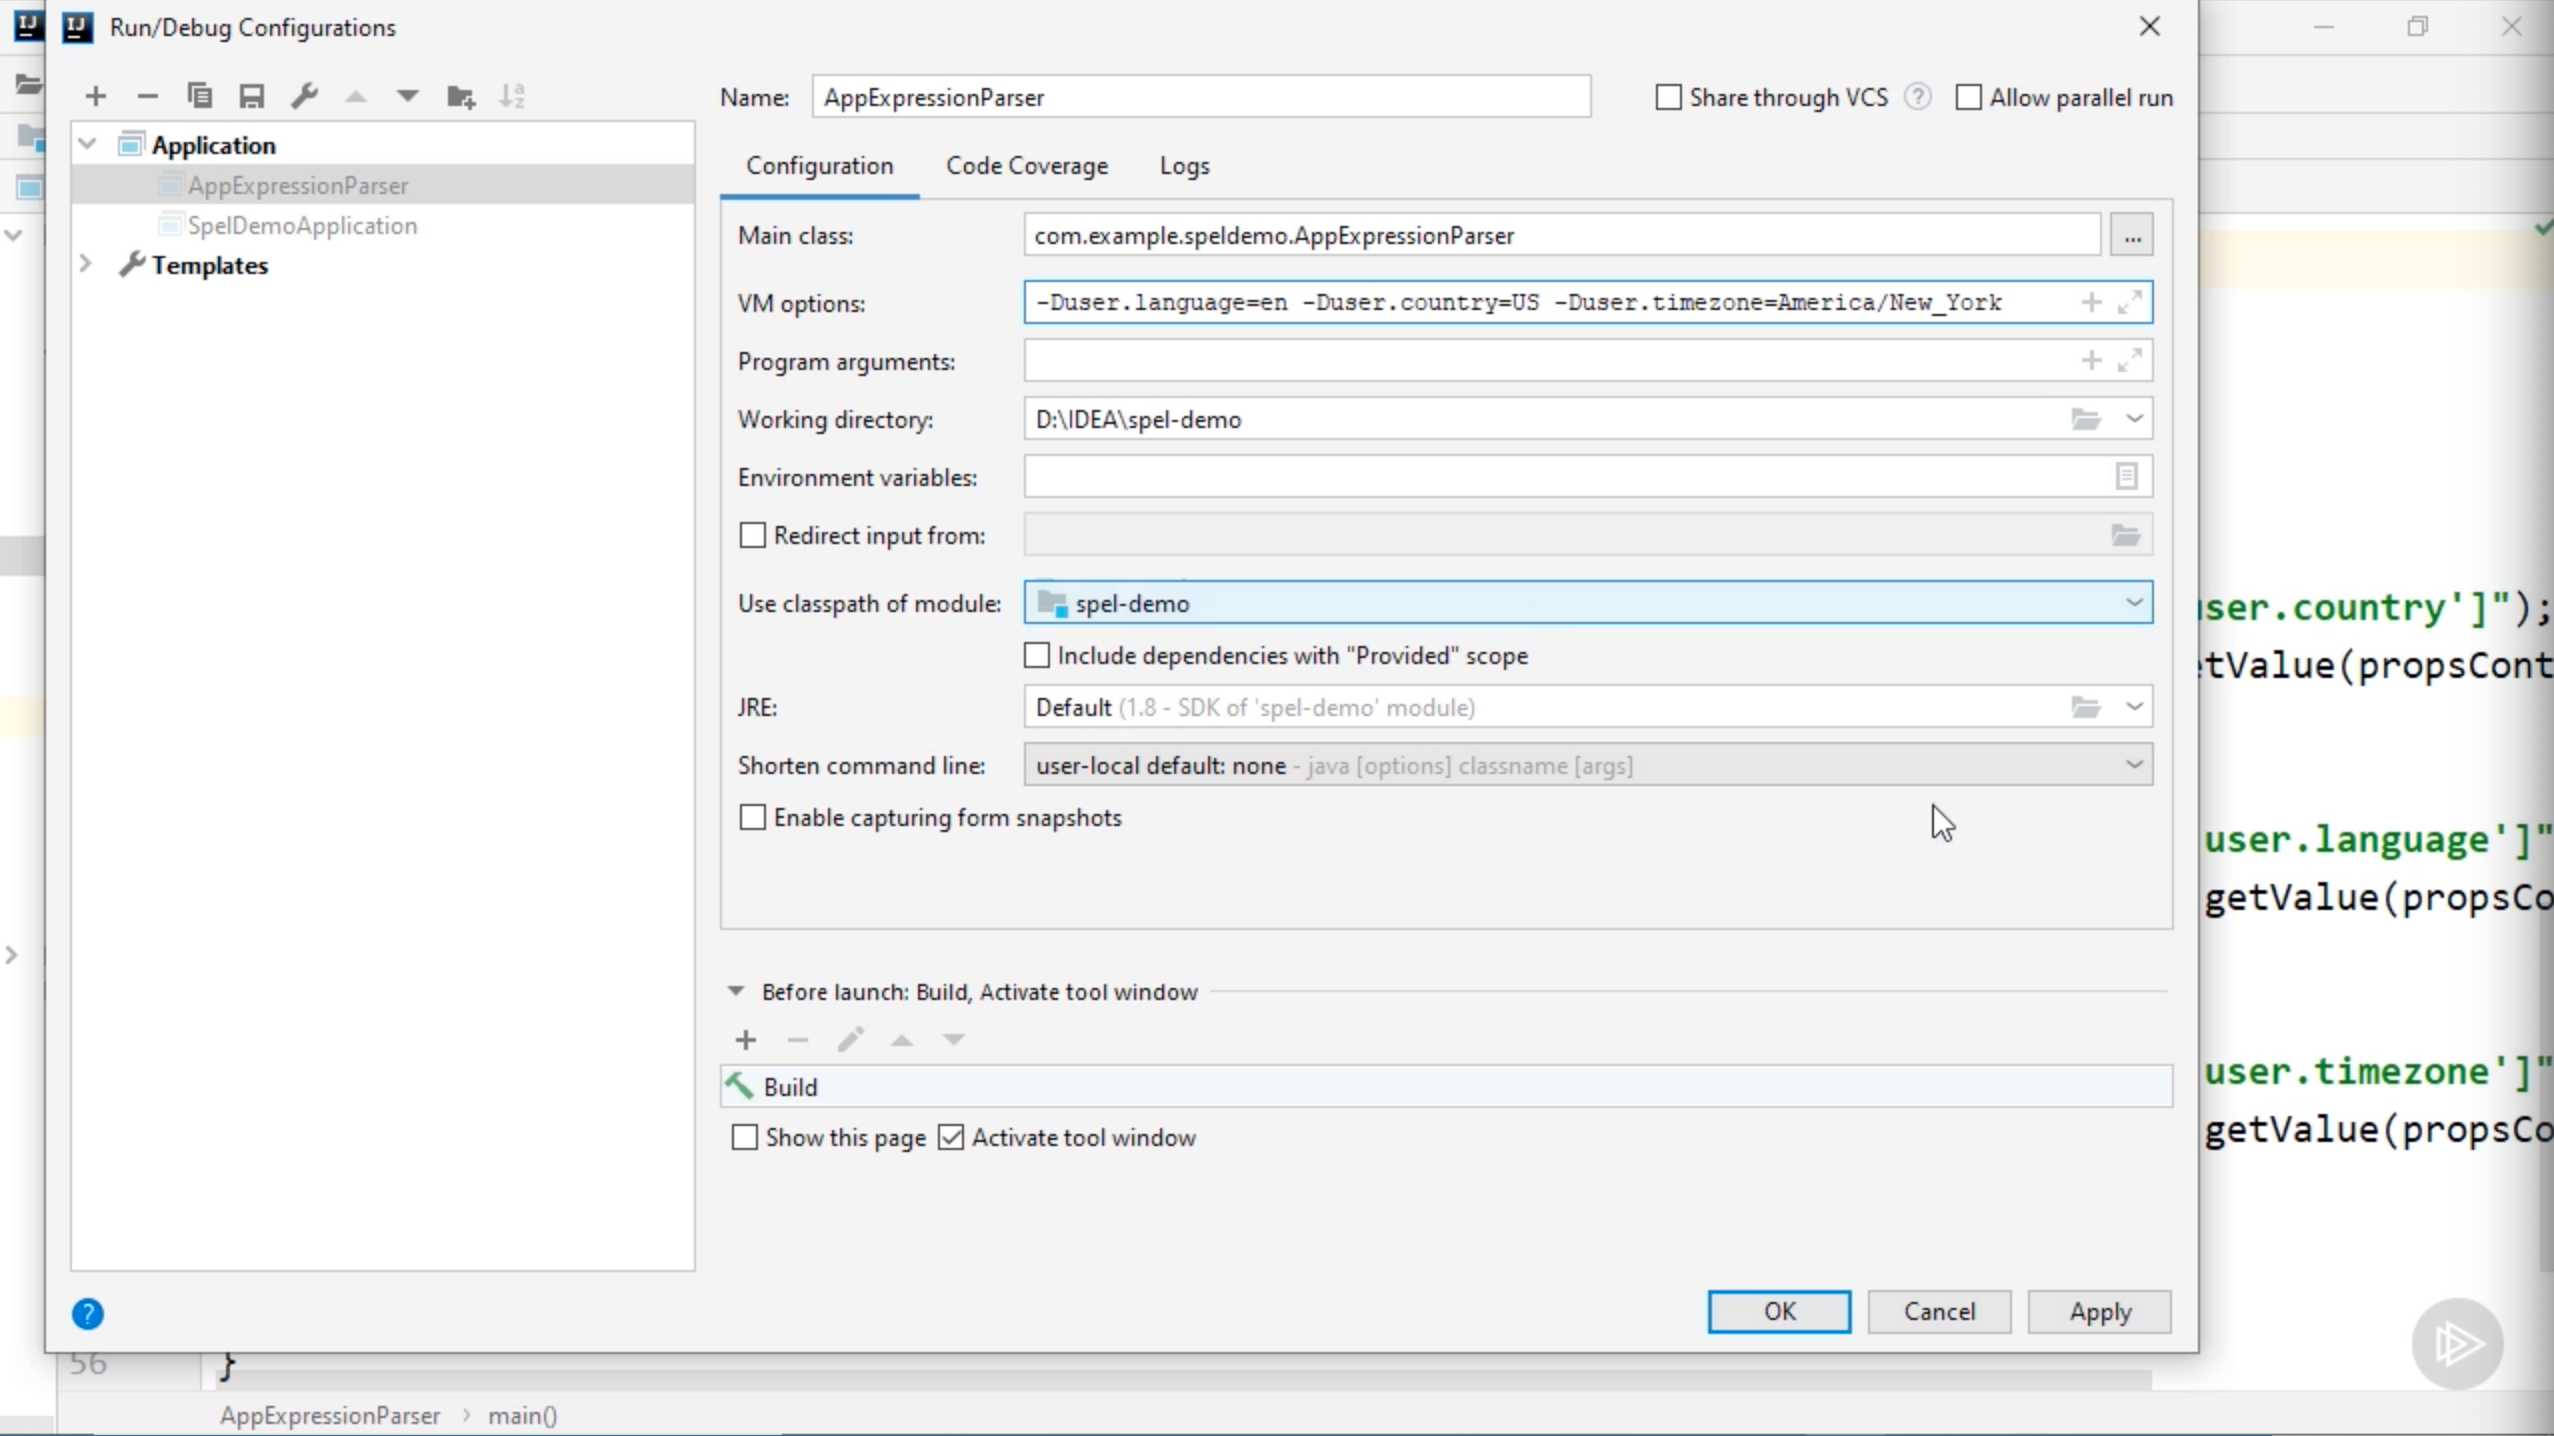 Run/Debug Configurations
Name: AppExpressionParser
Share through VCS
Allow parallel run
Application
AppExpressionParser
SpelDemoApplication
Templates
Configuration Code Coverage Logs
Main class: com.example.speldemo.AppExpressionParser ...
VM options: -Duser.language=en -Duser.country=US -Duser.timezone=America/New_York
Program arguments:
Working directory: D:\IDEA\spel-demo
Environment variables:
Redirect input from:
Use classpath of module: spel-demo
Include dependencies with "Provided" scope
JRE: Default (1.8 - SDK of 'spel-demo' module)
Shorten command line: user-local default: none - java [options] classname [args]
Enable capturing form snapshots
Before launch: Build, Activate tool window
Build
Show this page Activate tool window
OK Cancel Apply
user.country']");
etValue(propsCont
user.language']"
getValue(propsCo
user.timezone']"
getValue(propsCo
56 }
AppExpressionParser > main()